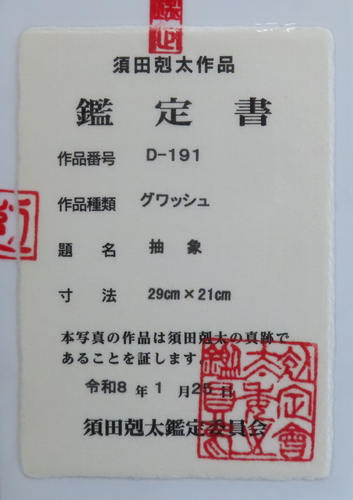 須田剋太作品
鑑定書
作品番号 D-191
作品種類 グワッシュ
題名 抽象
寸法 29cm×21cm
本写真の作品は須田剋太の真跡で
あることを証します。
令和8年1月26日
須田剋太鑑定委員会